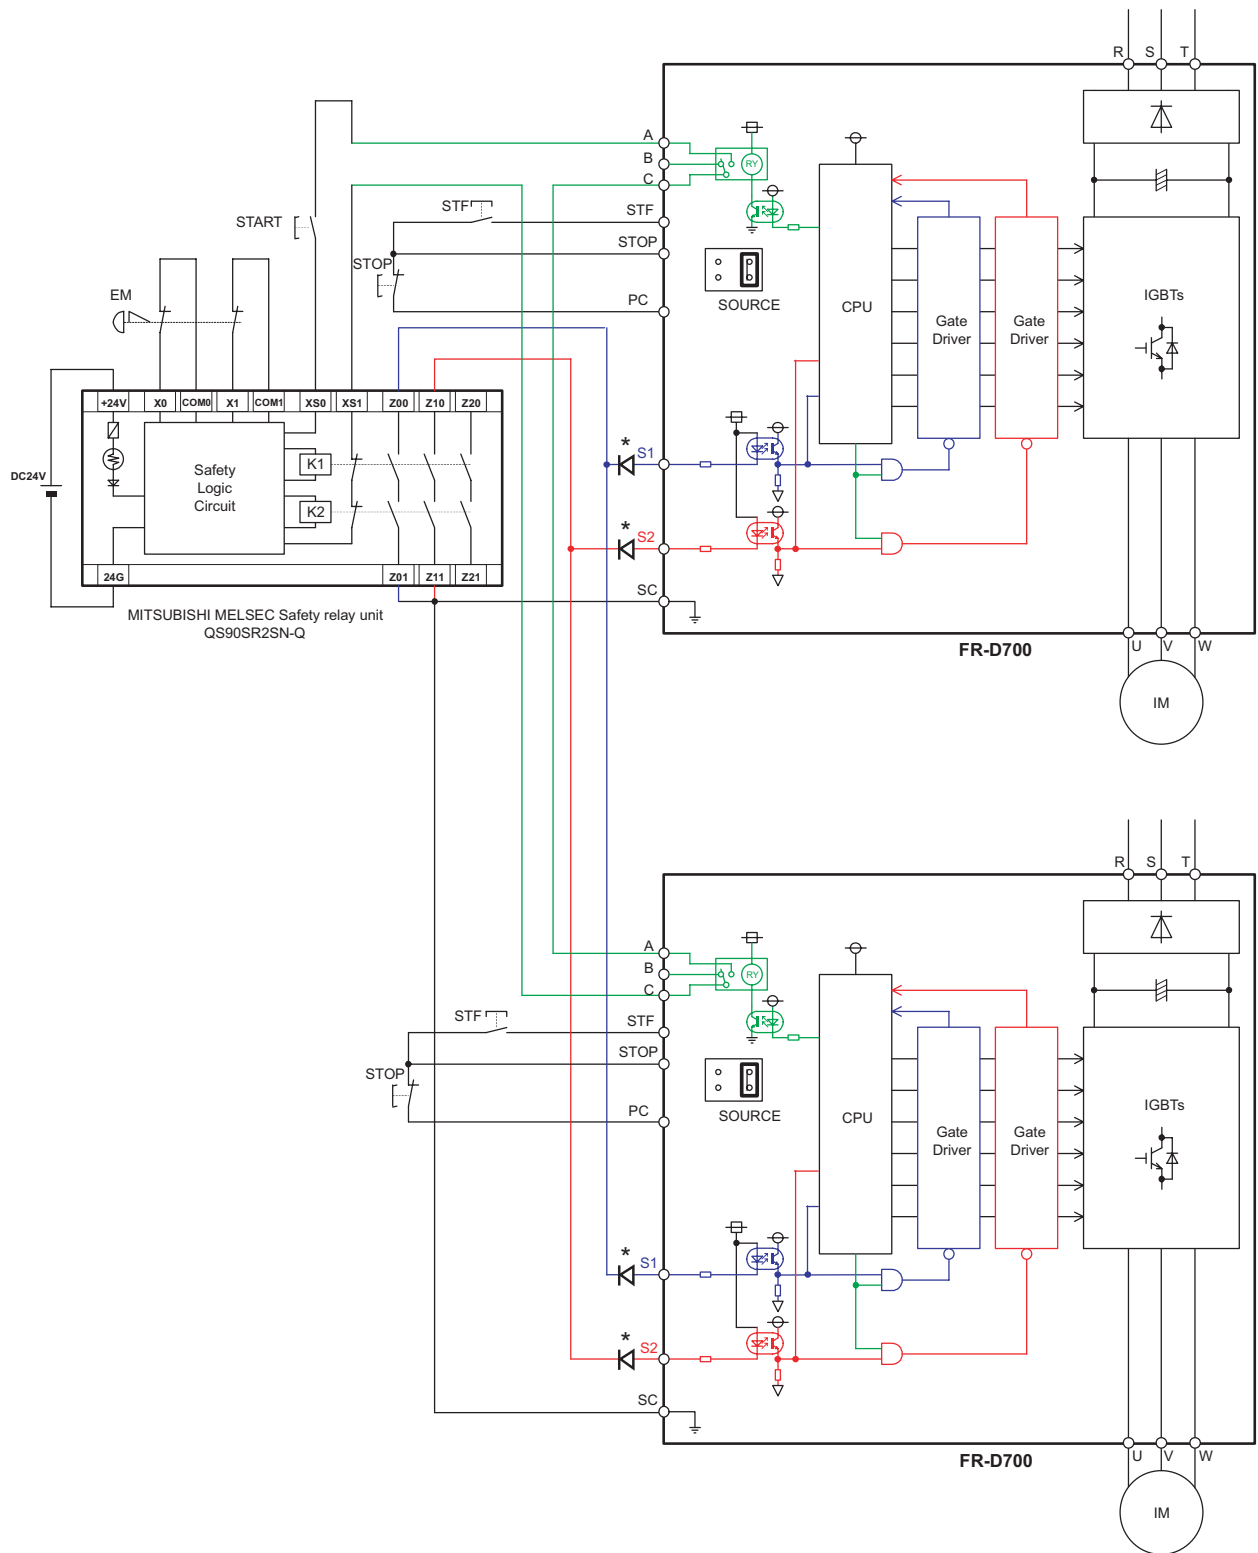 R S T
A
B
C
RY
STF
STF
START
STOP
STOP
SOURCE
CPU
Gate
Driver
Gate
Driver
IGBTs
EM
PC
+24V X0 COM0 X1 COM1 XS0 XS1 Z00 Z10 Z20
DC24V
Safety
Logic
Circuit
K1
K2
* S1
* S2
24G Z01 Z11 Z21
SC
MITSUBISHI MELSEC Safety relay unit
QS90SR2SN-Q
FR-D700
U V W
IM
R S T
A
B
C
RY
STF
STF
STOP
STOP
PC
SOURCE
CPU
Gate
Driver
Gate
Driver
IGBTs
* S1
* S2
SC
FR-D700
U V W
IM